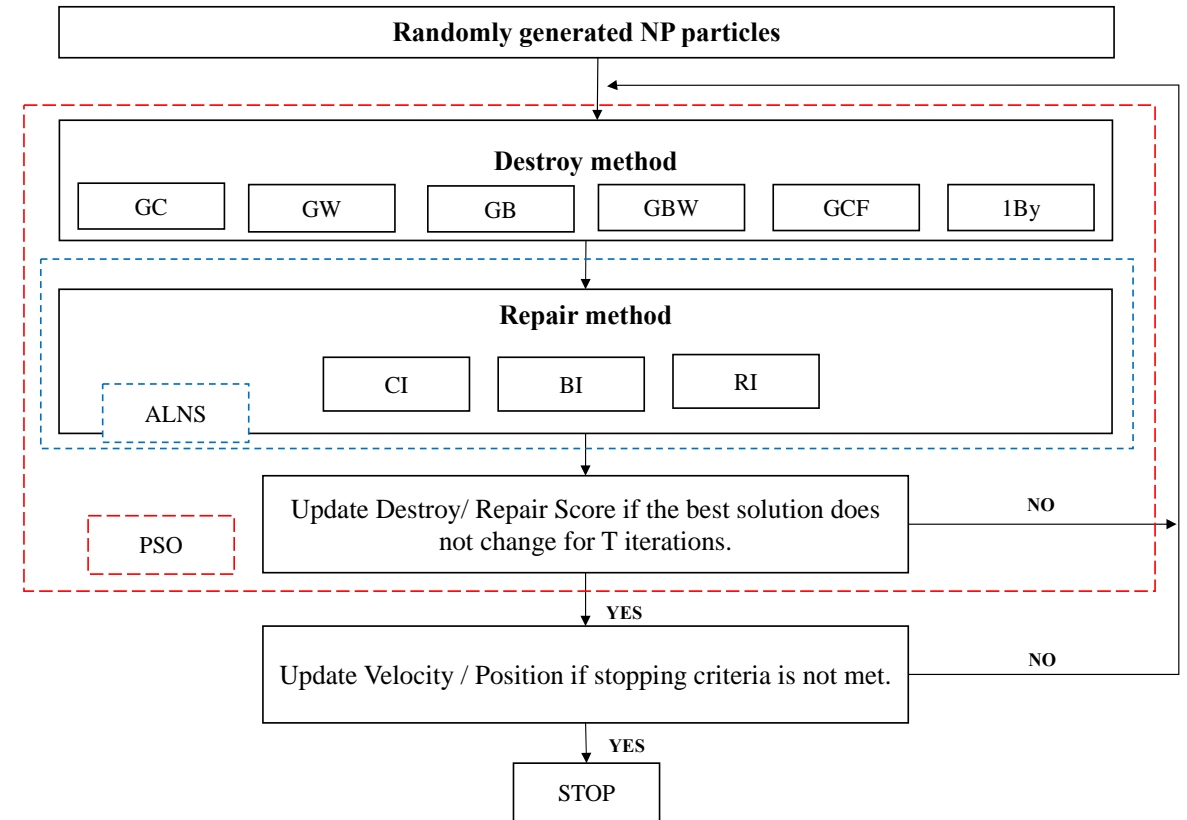 Randomly generated NP particles
Destroy method
GC
GW
GB
GBW
GCF
1By
Repair method
CI
BI
RI
ALNS
Update Destroy/ Repair Score if the best solution does
not change for T iterations.
NO
PSO
YES
Update Velocity / Position if stopping criteria is not met.
NO
YES
STOP